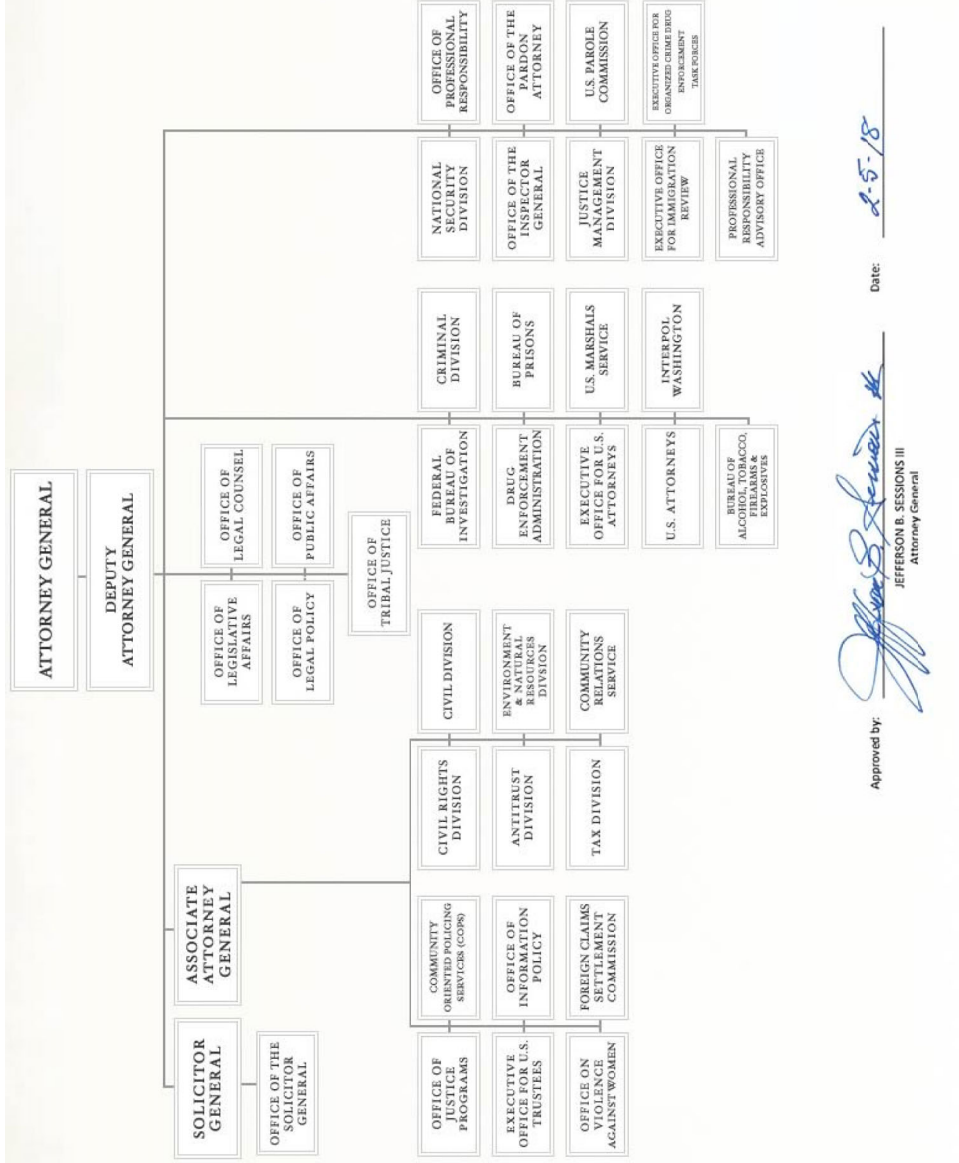 ATTORNEY GENERAL
DEPUTY
ATTORNEY GENERAL
SOLICITOR
GENERAL
OFFICE OF THE
SOLICITOR
GENERAL
ASSOCIATE
ATTORNEY
GENERAL
OFFICE OF
LEGISLATIVE
AFFAIRS
OFFICE OF
LEGAL COUNSEL
OFFICE OF
LEGAL POLICY
OFFICE OF
PUBLIC AFFAIRS
OFFICE OF
TRIBAL JUSTICE
OFFICE OF
JUSTICE
PROGRAMS
COMMUNITY
ORIENTED POLICING
SERVICES (COPS)
EXECUTIVE
OFFICE FOR U.S.
TRUSTEES
OFFICE OF
INFORMATION
POLICY
OFFICE ON
VIOLENCE
AGAINST WOMEN
FOREIGN CLAIMS
SETTLEMENT
COMMISSION
CIVIL RIGHTS
DIVISION
CIVIL DIVISION
ANTITRUST
DIVISION
ENVIRONMENT
& NATURAL
RESOURCES
DIVSION
TAX DIVISION
COMMUNITY
RELATIONS
SERVICE
FEDERAL
BUREAU OF
INVESTIGATION
CRIMINAL
DIVISION
DRUG
ENFORCEMENT
ADMINISTRATION
BUREAU OF
PRISONS
EXECUTIVE
OFFICE FOR U.S.
ATTORNEYS
U.S. MARSHALS
SERVICE
U.S. ATTORNEYS
INTERPOL
WASHINGTON
BUREAU OF
ALCOHOL, TOBACCO,
FIREARMS &
EXPLOSIVES
NATIONAL
SECURITY
DIVISION
OFFICE OF
PROFESSIONAL
RESPONSIBILITY
OFFICE OF THE
INSPECTOR
GENERAL
OFFICE OF THE
PARDON
ATTORNEY
JUSTICE
MANAGEMENT
DIVISION
U.S. PAROLE
COMMISSION
EXECUTIVE OFFICE
FOR IMMIGRATION
REVIEW
EXECUTIVE OFFICE FOR
ORGANIZED CRIME DRUG
ENFORCEMENT
TASK FORCES
PROFESSIONAL
RESPONSIBILITY
ADVISORY OFFICE
Approved by: Jefferson B. Sessions III Date: 2-5-18
JEFFERSON B. SESSIONS III
Attorney General